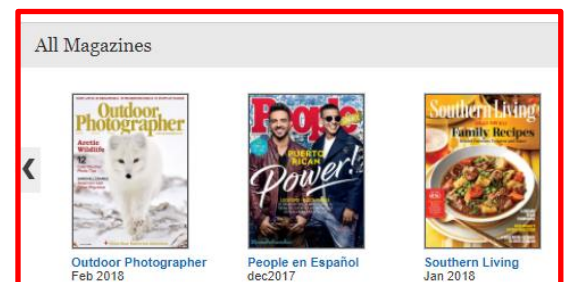 All Magazines
Outdoor
Photographer
Arctic
Wildlife
12
People
PUERTO
RICAN
Power!
Southern Living
Family Recipes
Outdoor Photographer
Feb 2018
People en Español
dec2017
Southern Living
Jan 2018